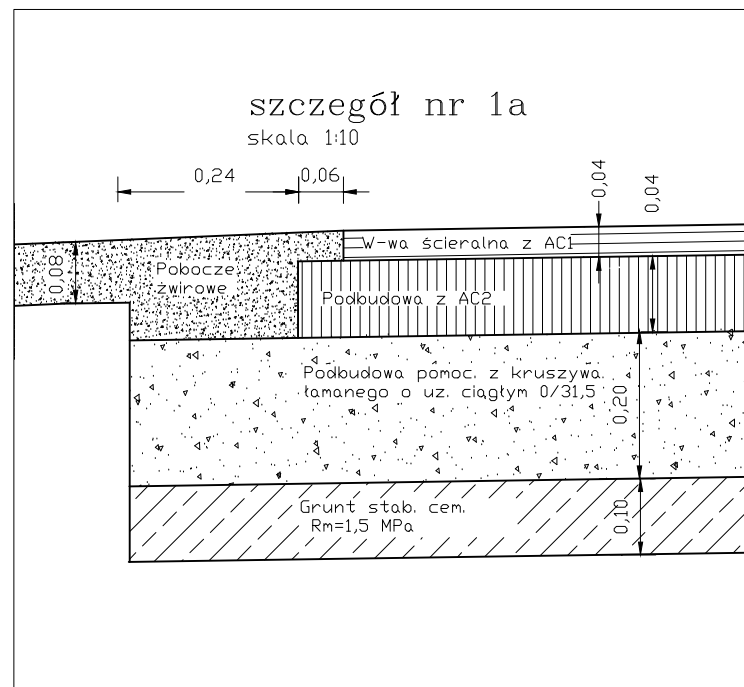 szczegół nr 1a
skala 1:10
0,24
0,06
0,04
0,04
W-wa ścieralna z AC1
0,08
Pobocze
żwirowe
Podbudowa z AC2
Podbudowa pomoc. z kruszywa
łamanego o uz. ciągłym 0/31,5
0,20
Grunt stab. cem.
Rm=1,5 MPa
0,10